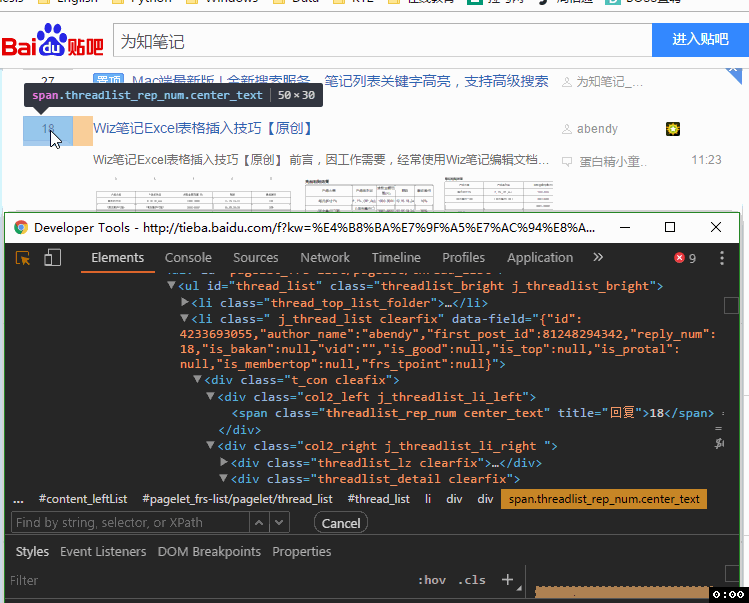 English
Python
Windows
Data
Bai du 贴吧
为知笔记
进入贴吧
27 置顶 Mac端最新版！全新搜索服务，笔记列表关键字高亮，支持高级搜索 为知笔记_...
span.threadlist_rep_num.center_text 50×30
18 Wiz笔记Excel表格插入技巧【原创】 abendy
Wiz笔记Excel表格插入技巧【原创】 前言，因工作需要，经常使用Wiz笔记编辑文档... 蛋白精小童.. 11:23
Developer Tools - http://tieba.baidu.com/f?kw=%E4%B8%BA%E7%9F%A5%E7%AC%94%E8%A...
Elements Console Sources Network Timeline Profiles Application » 9
<ul id="thread_list" class="threadlist_bright j_threadlist_bright">
<li class="thread_top_list_folder">…</li>
<li class=" j_thread_list clearfix" data-field="{"id":
4233693055,"author_name":"abendy","first_post_id":81248294342,"reply_num":
18,"is_bakan":null,"vid":"","is_good":null,"is_top":null,"is_protal":
null,"is_membertop":null,"frs_tpoint":null}">
<div class="t_con cleafix">
<div class="col2_left j_threadlist_li_left">
<span class="threadlist_rep_num center_text" title="回复">18</span> =
</div>
<div class="col2_right j_threadlist_li_right ">
<div class="threadlist_lz clearfix">…</div>
<div class="threadlist_detail clearfix">
... #content_leftList #pagelet_frs-list/pagelet/thread_list #thread_list li div div span.threadlist_rep_num.center_text
Find by string, selector, or XPath Cancel
Styles Event Listeners DOM Breakpoints Properties
Filter :hov .cls +
0:00